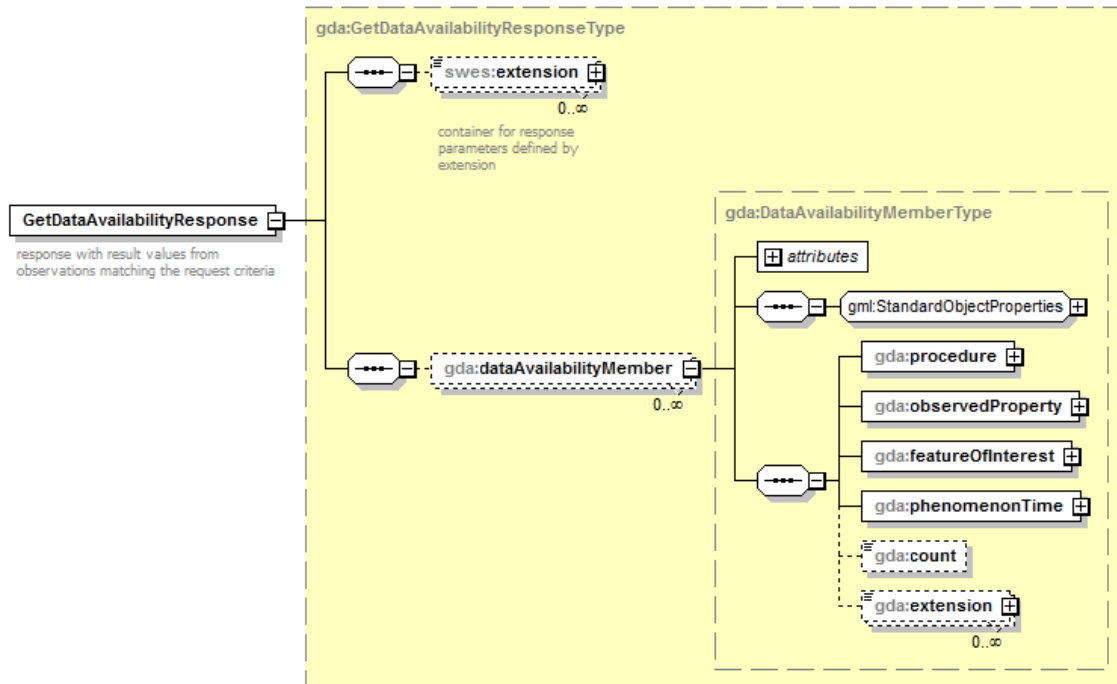 gda:GetDataAvailabilityResponseType
swes:extension
0..∞
container for response
parameters defined by
extension
GetDataAvailabilityResponse
response with result values from
observations matching the request criteria
gda:DataAvailabilityMemberType
attributes
gml:StandardObjectProperties
gda:dataAvailabilityMember
0..∞
gda:procedure
gda:observedProperty
gda:featureOfInterest
gda:phenomenonTime
gda:count
gda:extension
0..∞